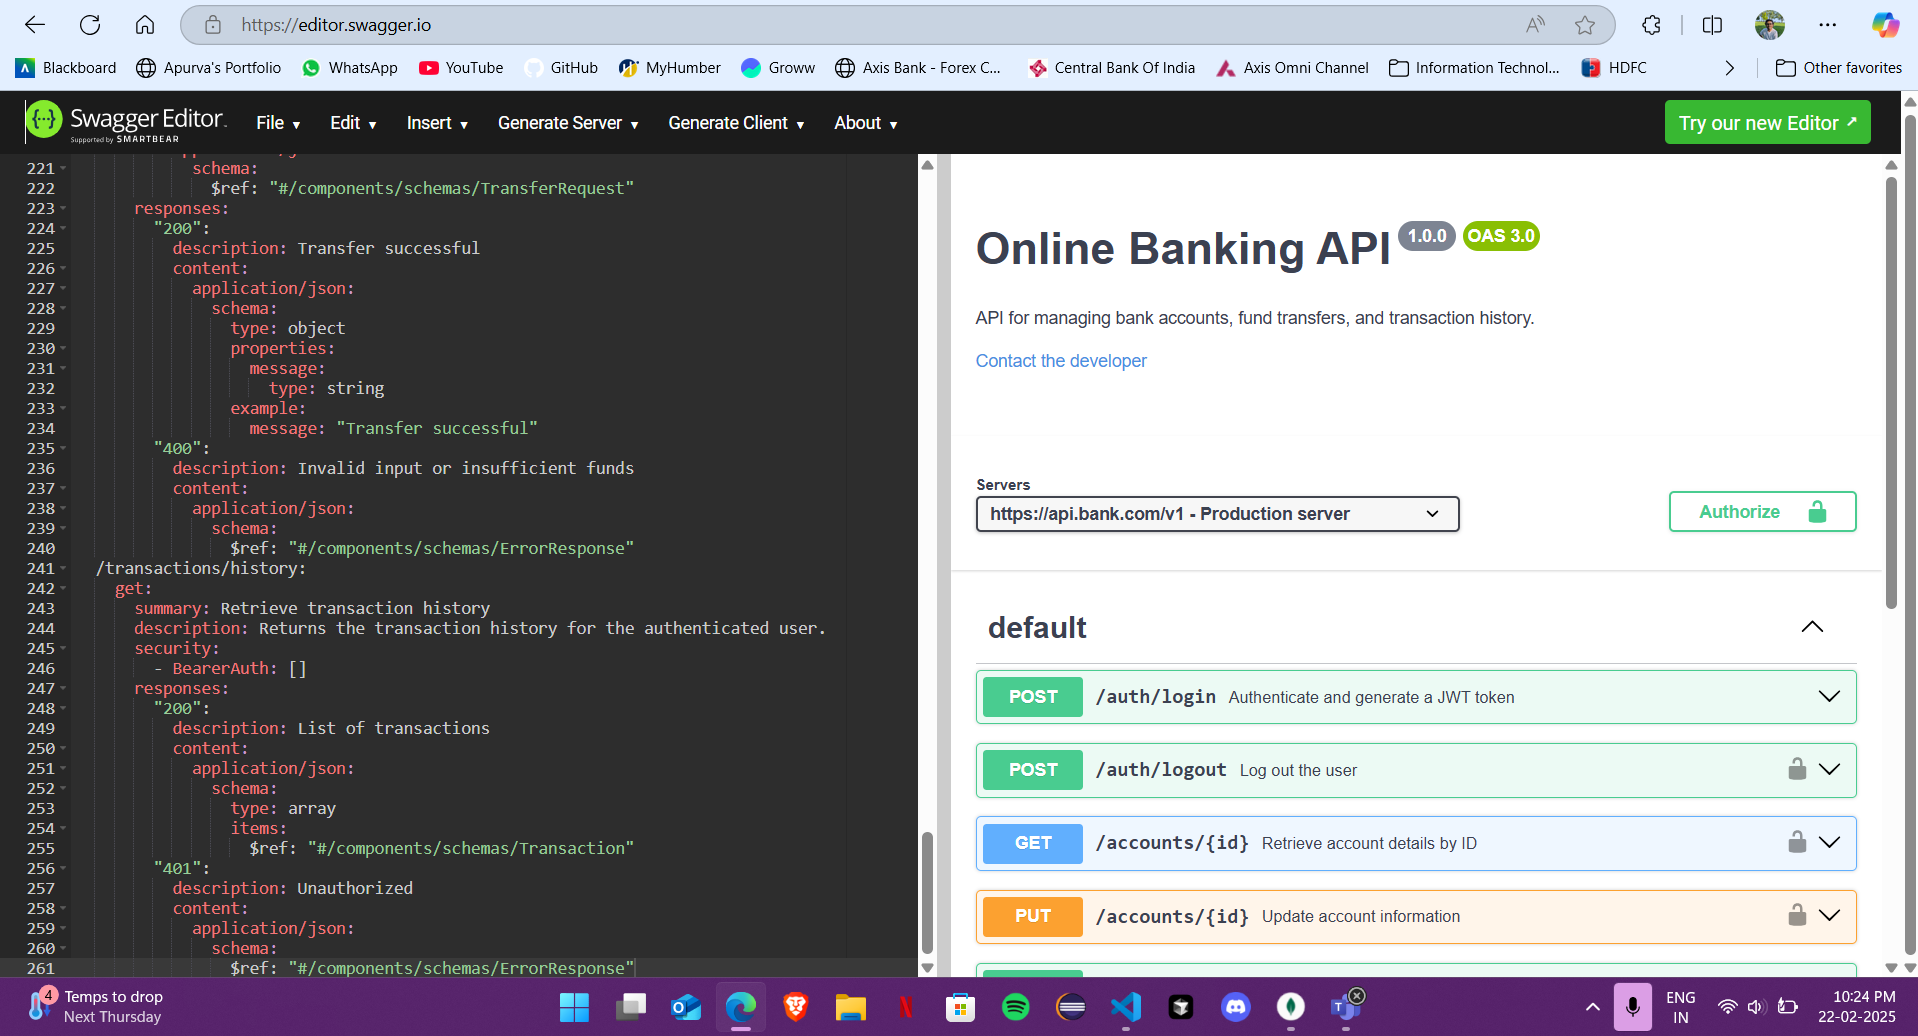 https://editor.swagger.io
Blackboard
Apurva's Portfolio
WhatsApp
YouTube
GitHub
MyHumber
Groww
Axis Bank - Forex C...
Central Bank Of India
Axis Omni Channel
Information Technol...
HDFC
Other favorites
Swagger Editor.
Supported by SMARTBEAR
File
Edit
Insert
Generate Server
Generate Client
About
Try our new Editor
221 schema:
222 $ref: "#/components/schemas/TransferRequest"
223 responses:
224 "200":
225 description: Transfer successful
226 content:
227 application/json:
228 schema:
229 type: object
230 properties:
231 message:
232 type: string
233 example:
234 message: "Transfer successful"
235 "400":
236 description: Invalid input or insufficient funds
237 content:
238 application/json:
239 schema:
240 $ref: "#/components/schemas/ErrorResponse"
241 /transactions/history:
242 get:
243 summary: Retrieve transaction history
244 description: Returns the transaction history for the authenticated user.
245 security:
246 - BearerAuth: []
247 responses:
248 "200":
249 description: List of transactions
250 content:
251 application/json:
252 schema:
253 type: array
254 items:
255 $ref: "#/components/schemas/Transaction"
256 "401":
257 description: Unauthorized
258 content:
259 application/json:
260 schema:
261 $ref: "#/components/schemas/ErrorResponse"
Online Banking API 1.0.0 OAS 3.0
API for managing bank accounts, fund transfers, and transaction history.
Contact the developer
Servers
https://api.bank.com/v1 - Production server
Authorize
default
POST /auth/login Authenticate and generate a JWT token
POST /auth/logout Log out the user
GET /accounts/{id} Retrieve account details by ID
PUT /accounts/{id} Update account information
4
Temps to drop
Next Thursday
ENG
IN
10:24 PM
22-02-2025